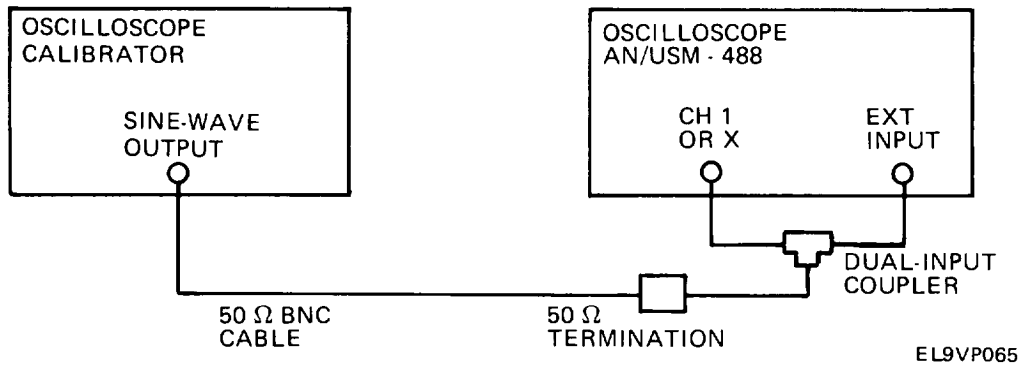 OSCILLOSCOPE
CALIBRATOR
SINE-WAVE
OUTPUT
OSCILLOSCOPE
AN/USM - 488
CH 1
OR X
EXT
INPUT
DUAL-INPUT
COUPLER
50 Ω BNC
CABLE
50 Ω
TERMINATION
EL9VP065